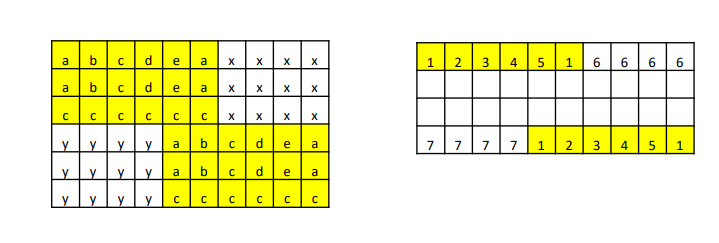 a b c d e a x x x x
a b c d e a x x x x
c c c c c c x x x x
y y y y a b c d e a
y y y y a b c d e a
y y y y c c c c c c
1 2 3 4 5 1 6 6 6 6
7 7 7 7 1 2 3 4 5 1